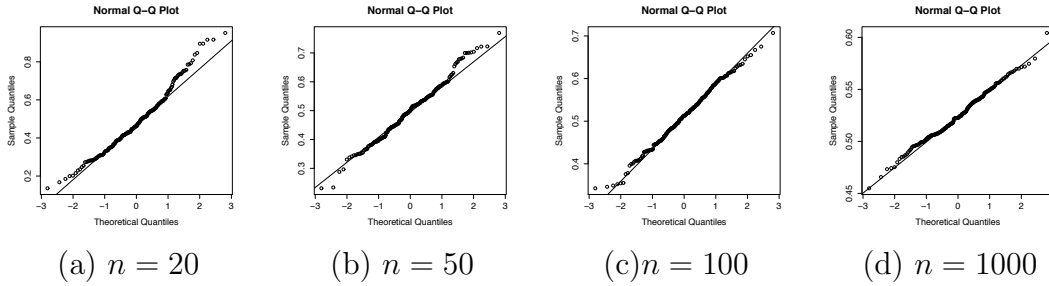 Normal Q−Q Plot
Sample Quantiles
0.2 0.4 0.6 0.8
−3 −2 −1 0 1 2 3
Theoretical Quantiles
(a) n = 20
Normal Q−Q Plot
Sample Quantiles
0.3 0.4 0.5 0.6 0.7
−3 −2 −1 0 1 2 3
Theoretical Quantiles
(b) n = 50
Normal Q−Q Plot
Sample Quantiles
0.4 0.5 0.6 0.7
−3 −2 −1 0 1 2 3
Theoretical Quantiles
(c)n = 100
Normal Q−Q Plot
Sample Quantiles
0.45 0.50 0.55 0.60
−3 −2 −1 0 1 2
Theoretical Quantiles
(d) n = 1000